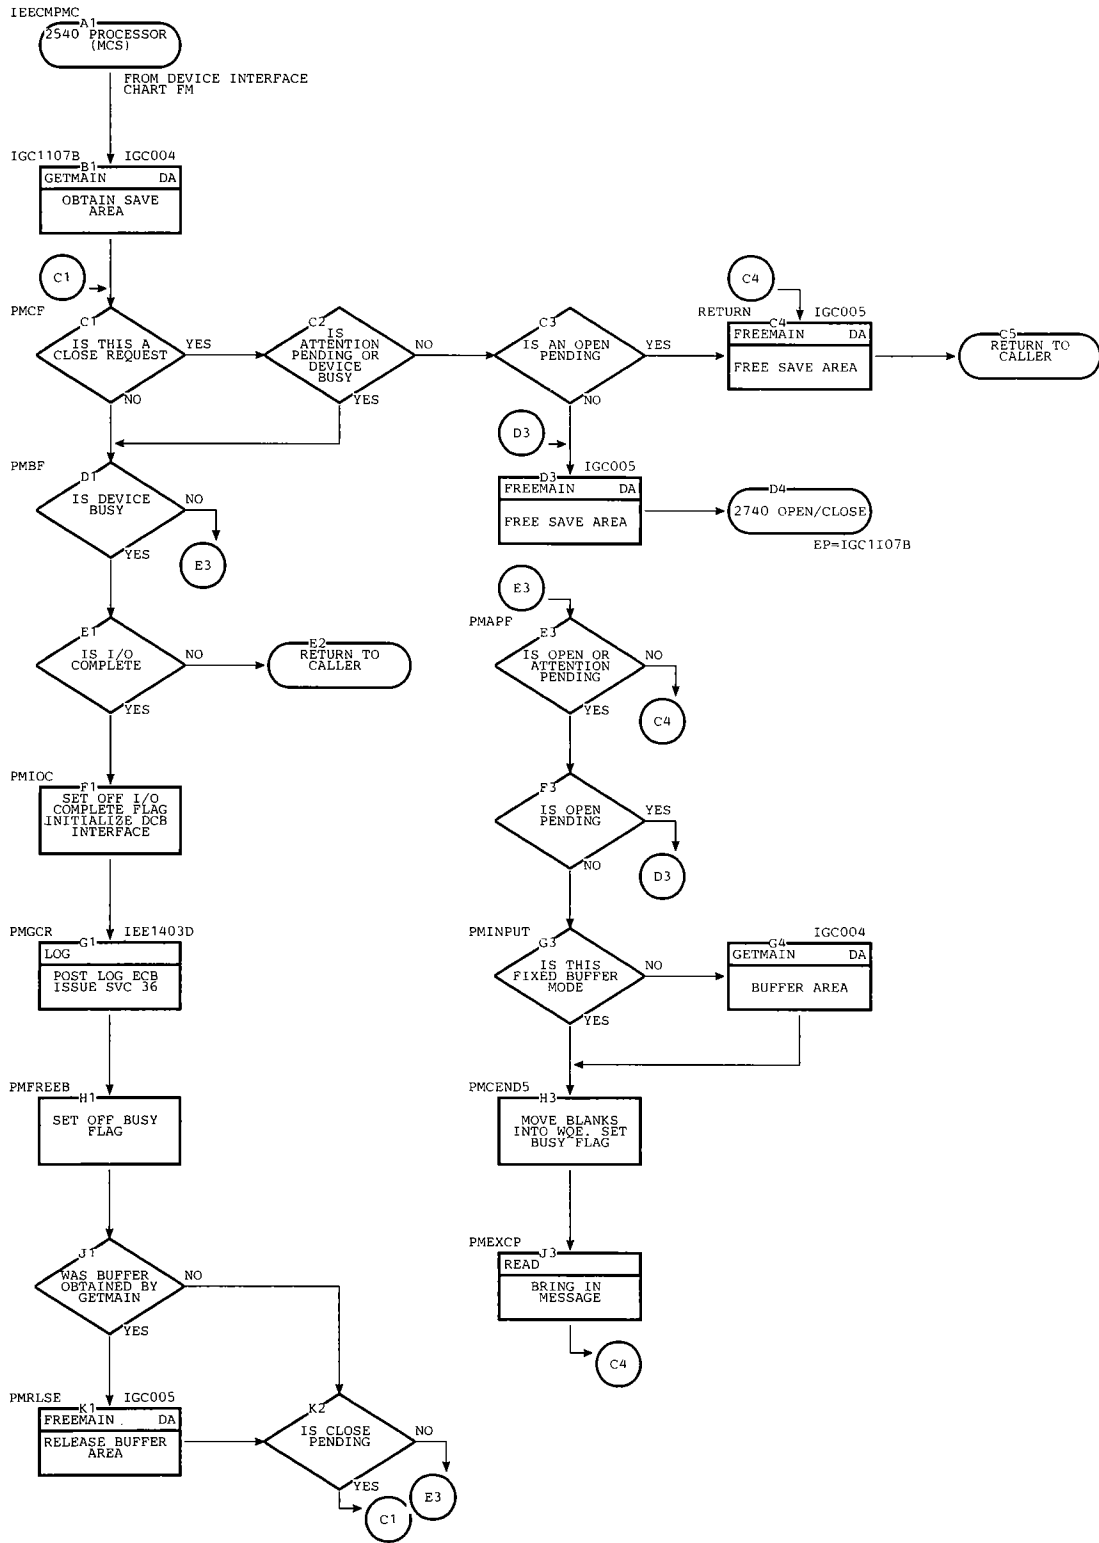 IEECMPMC
A1
2540 PROCESSOR
(MCS)
FROM DEVICE INTERFACE
CHART FM
IGC1107B IGC004
B1
GETMAIN DA
OBTAIN SAVE
AREA
C1
PMCF
C1
IS THIS A
CLOSE REQUEST
YES
NO
C2
IS
ATTENTION
PENDING OR
DEVICE
BUSY
NO
YES
C3
IS AN OPEN
PENDING
YES
NO
C4
RETURN IGC005
C4
FREEMAIN DA
FREE SAVE AREA
C5
RETURN TO
CALLER
D3
PMBF
D1
IS DEVICE
BUSY
NO
YES
E3
IGC005
D3
FREEMAIN DA
FREE SAVE AREA
D4
2740 OPEN/CLOSE
EP=IGC1I07B
E3
PMAPF
E1
IS I/O
COMPLETE
NO
YES
E2
RETURN TO
CALLER
E3
IS OPEN OR
ATTENTION
PENDING
NO
YES
C4
PMIOC
F1
SET OFF I/O
COMPLETE FLAG
INITIALIZE DCB
INTERFACE
F3
IS OPEN
PENDING
YES
NO
D3
PMGCR IEE1403D
G1
LOG
POST LOG ECB
ISSUE SVC 36
PMINPUT
G3
IS THIS
FIXED BUFFER
MODE
NO
YES
IGC004
G4
GETMAIN DA
BUFFER AREA
PMFREEB
H1
SET OFF BUSY
FLAG
PMCEND5
H3
MOVE BLANKS
INTO WQE. SET
BUSY FLAG
J1
WAS BUFFER
OBTAINED BY
GETMAIN
NO
YES
PMEXCP
J3
READ
BRING IN
MESSAGE
C4
PMRLSE IGC005
K1
FREEMAIN DA
RELEASE BUFFER
AREA
K2
IS CLOSE
PENDING
NO
YES
E3
C1